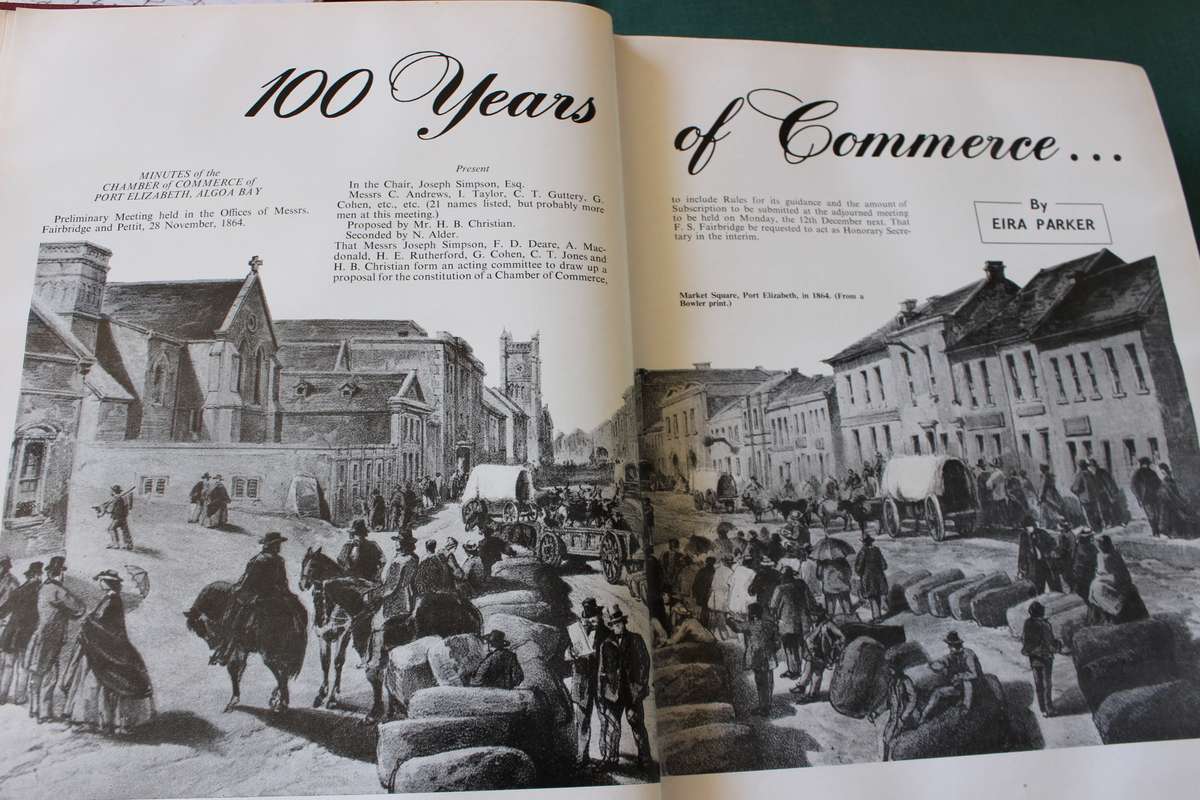 100 Years
of Commerce...
MINUTES of the
CHAMBER of COMMERCE of
PORT ELIZABETH, ALGOA BAY
Preliminary Meeting held in the Offices of Messrs.
Fairbridge and Pettit, 28 November, 1864.
Present
In the Chair, Joseph Simpson, Esq.
Messrs C. Andrews, I. Taylor, C. T. Guttery, G.
Cohen, etc., etc. (21 names listed, but probably more
men at this meeting.)
Proposed by Mr. H. B. Christian.
Seconded by N. Alder.
That Messrs Joseph Simpson, F. D. Deare, A. Mac-
donald, H. E. Rutherford, G. Cohen, C. T. Jones and
H. B. Christian form an acting committee to draw up a
proposal for the constitution of a Chamber of Commerce,
to include Rules for its guidance and the amount of
Subscription to be submitted at the adjourned meeting
to be held on Monday, the 12th December next. That
F. S. Fairbridge be requested to act as Honorary Secre-
tary in the interim.
By
EIRA PARKER
Market Square, Port Elizabeth, in 1864. (From a
Bowler print.)